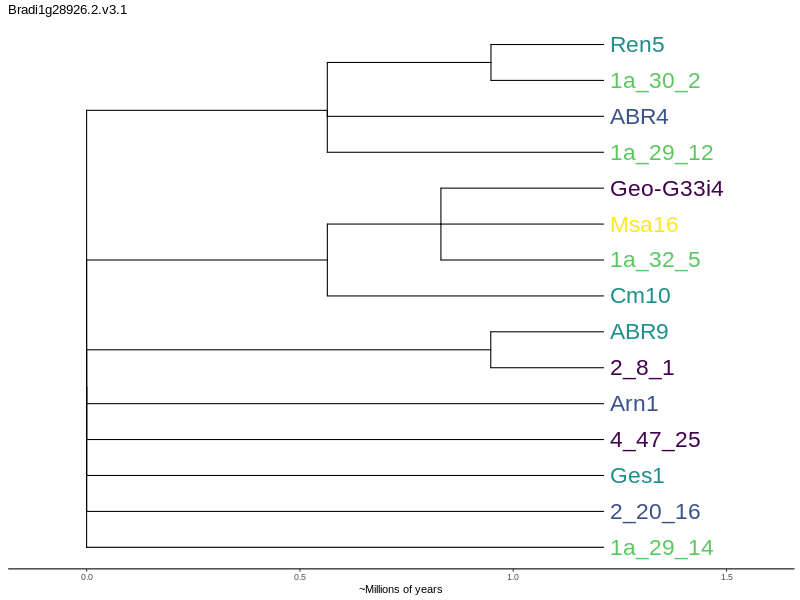 Bradi1g28926.2.v3.1
Ren5
1a_30_2
ABR4
1a_29_12
Geo-G33i4
Msa16
1a_32_5
Cm10
ABR9
2_8_1
Arn1
4_47_25
Ges1
2_20_16
1a_29_14
0.0 0.5 1.0 1.5
~Millions of years